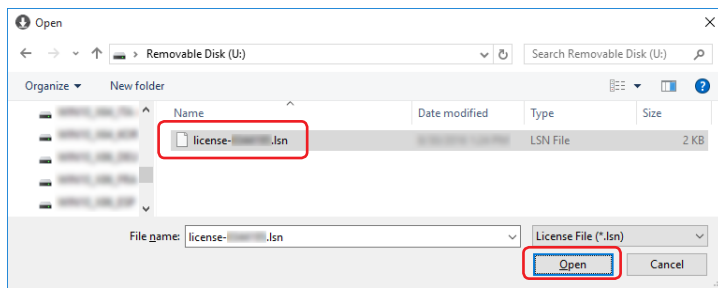 Open
Removable Disk (U:)
Search Removable Disk (U:)
Organize
New folder
Name
Date modified
Type
Size
license-
.lsn
LSN File
2 KB
File name:
license-
.lsn
License File (*.lsn)
Open
Cancel